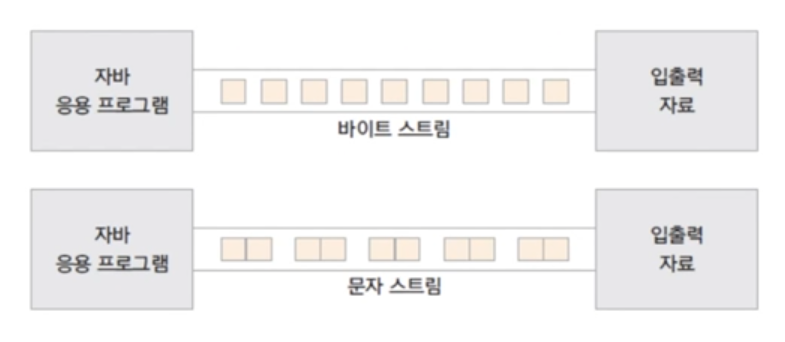 자바
응용 프로그램
바이트 스트림
입출력
자료
자바
응용 프로그램
문자 스트림
입출력
자료